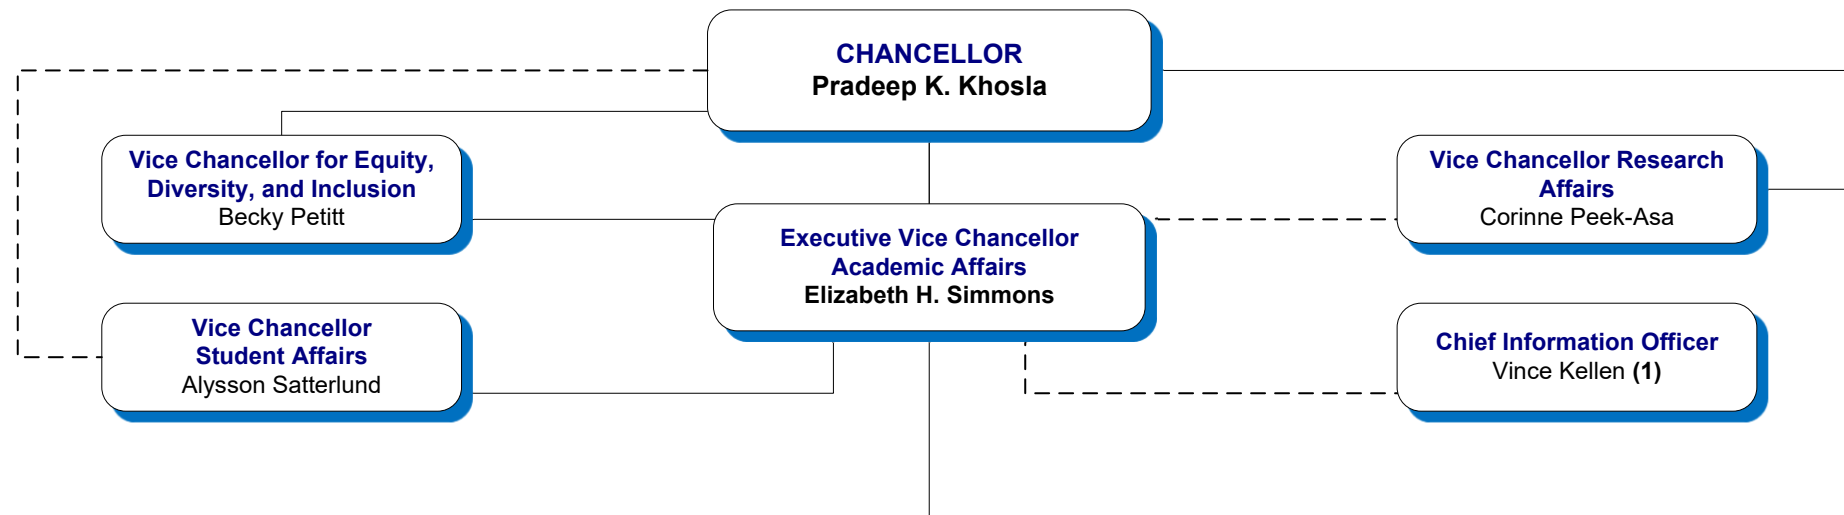 CHANCELLOR
Pradeep K. Khosla
Vice Chancellor for Equity,
Diversity, and Inclusion
Becky Petitt
Vice Chancellor Research
Affairs
Corinne Peek-Asa
Executive Vice Chancellor
Academic Affairs
Elizabeth H. Simmons
Vice Chancellor
Student Affairs
Alysson Satterlund
Chief Information Officer
Vince Kellen (1)